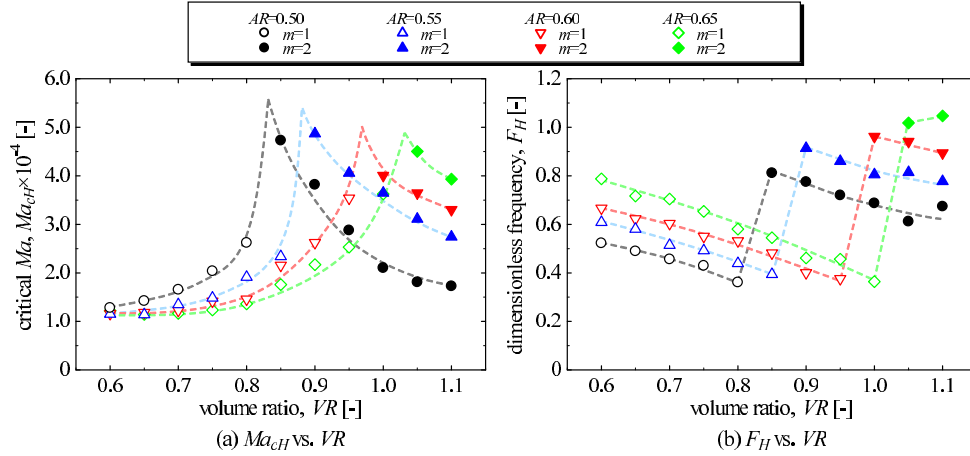 AR=0.50 AR=0.55 AR=0.60 AR=0.65
m=1 m=1 m=1 m=1
m=2 m=2 m=2 m=2
critical Ma, Ma_cH×10^-4 [-]
6.0
5.0
4.0
3.0
2.0
1.0
0
0.6 0.7 0.8 0.9 1.0 1.1
volume ratio, VR [-]
(a) Ma_cH vs. VR
dimensionless frequency, F_H [-]
1.2
1.0
0.8
0.6
0.4
0.2
0
0.6 0.7 0.8 0.9 1.0 1.1
volume ratio, VR [-]
(b) F_H vs. VR